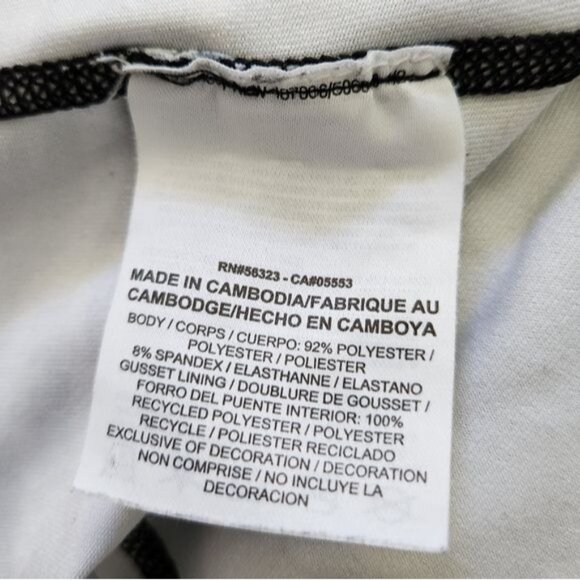 RN#56323 - CA#05553
MADE IN CAMBODIA/FABRIQUE AU
CAMBODGE/HECHO EN CAMBOYA
BODY / CORPS / CUERPO: 92% POLYESTER /
POLYESTER / POLIESTER
8% SPANDEX / ELASTHANNE / ELASTANO
GUSSET LINING / DOUBLURE DE GOUSSET /
FORRO DEL PUENTE INTERIOR: 100%
RECYCLED POLYESTER / POLYESTER
RECYCLE / POLIESTER RECICLADO
EXCLUSIVE OF DECORATION / DECORATION
NON COMPRISE / NO INCLUYE LA
DECORACION